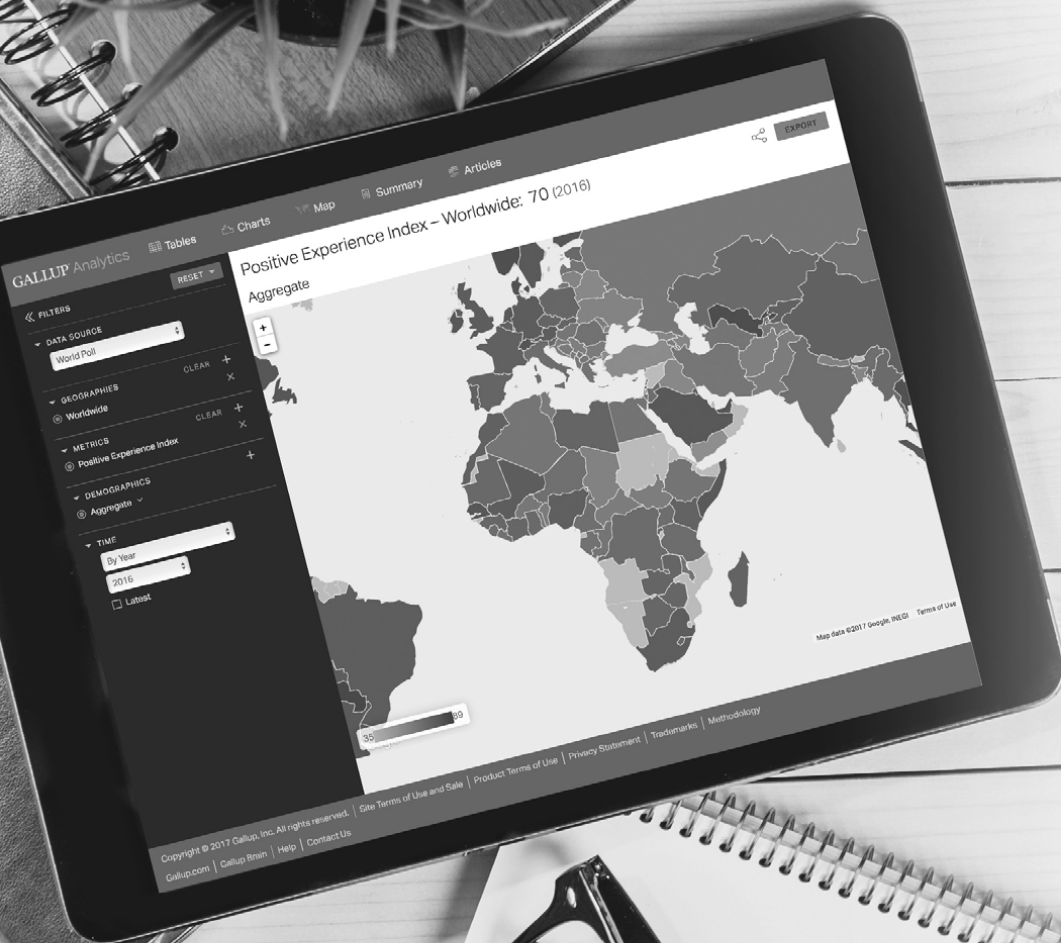 GALLUP Analytics
Tables
Charts
Map
Summary
Articles
EXPORT
Positive Experience Index – Worldwide: 70 (2016)
Aggregate
RESET
FILTERS
DATA SOURCE
World Poll
CLEAR +
GEOGRAPHIES
Worldwide
CLEAR +
METRICS
Positive Experience Index
DEMOGRAPHICS
Aggregate
TIME
By Year
2016
Latest
+
−
Map data ©2017 Google, INEGI Terms of Use
35
89
Copyright © 2017 Gallup, Inc. All rights reserved. | Site Terms of Use and Sale | Product Terms of Use | Privacy Statement | Trademarks | Methodology
Gallup.com | Gallup Brain | Help | Contact Us